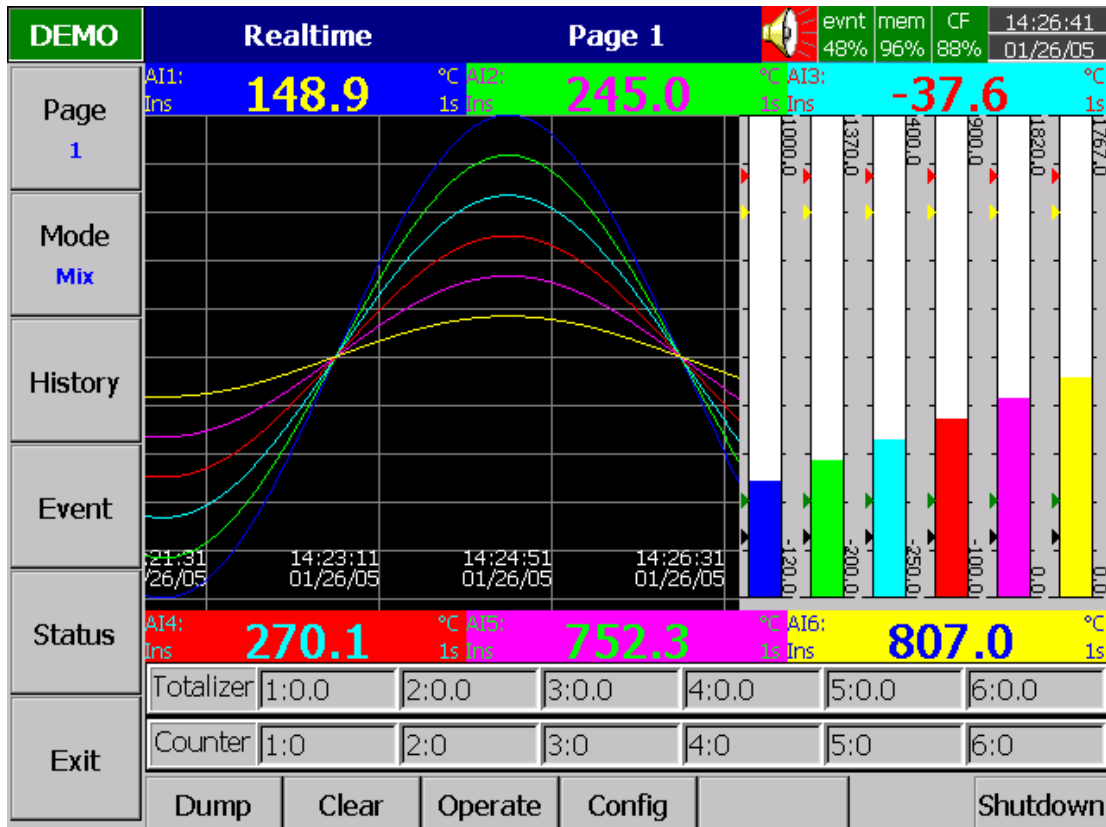 DEMO
Realtime
Page 1
evnt
48%
mem
96%
CF
88%
14:26:41
01/26/05
Page
1
Mode
Mix
History
Event
Status
Exit
AI1:
Ins
148.9
°C
1s
AI2:
Ins
245.0
°C
1s
AI3:
Ins
-37.6
°C
1s
1000.0
1370.0
400.0
900.0
1820.0
1767.0
-120.0
-200.0
-250.0
-100.0
0.0
0.0
:21:31
/26/05
14:23:11
01/26/05
14:24:51
01/26/05
14:26:31
01/26/05
AI4:
Ins
270.1
°C
1s
AI5:
Ins
752.3
°C
1s
AI6:
Ins
807.0
°C
1s
Totalizer 1:0.0 2:0.0 3:0.0 4:0.0 5:0.0 6:0.0
Counter 1:0 2:0 3:0 4:0 5:0 6:0
Dump Clear Operate Config Shutdown